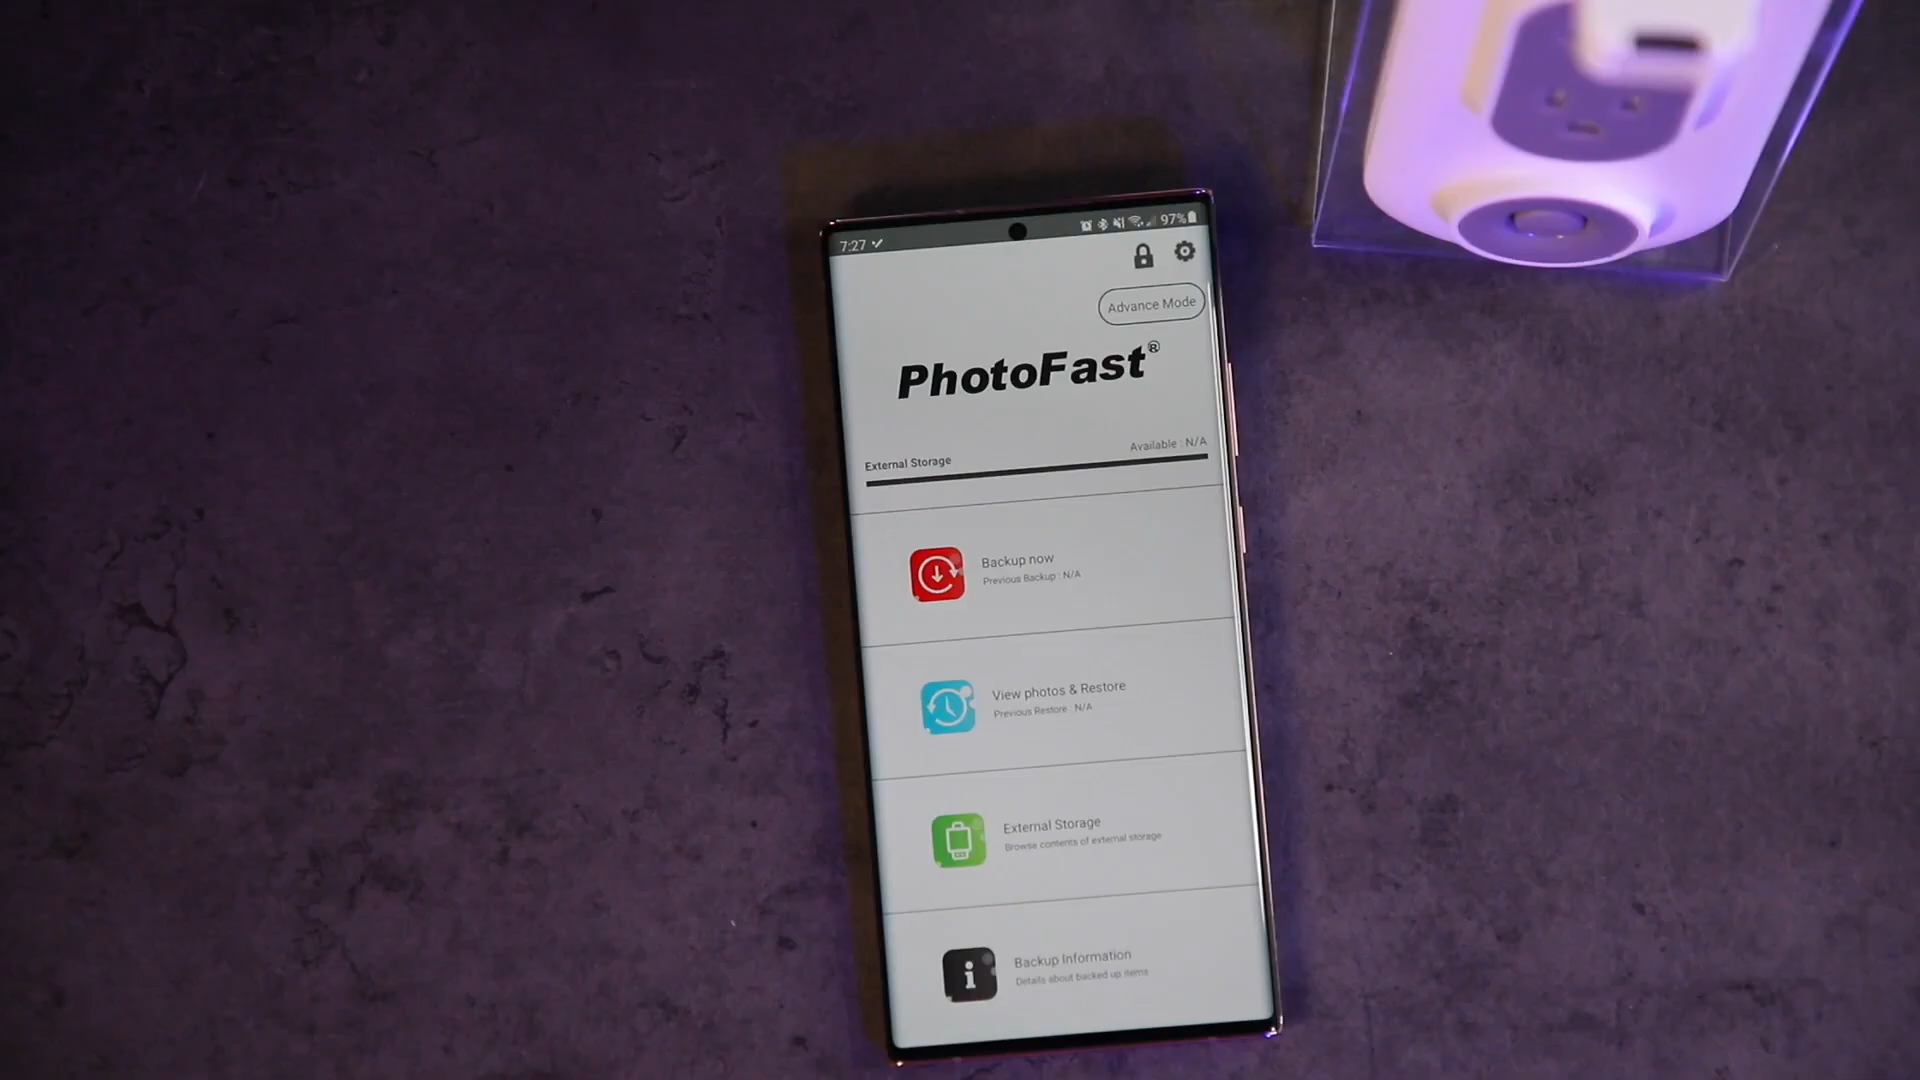 7:27
97%
Advance Mode
PhotoFast®
Available : N/A
External Storage
Backup now
Previous Backup : N/A
View photos & Restore
Previous Restore : N/A
External Storage
Browse contents of external storage
Backup Information
Details about backed up items